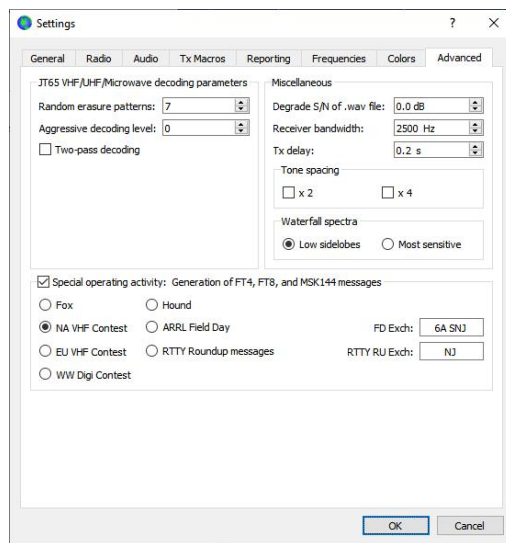 Settings
?
General Radio Audio Tx Macros Reporting Frequencies Colors Advanced
JT65 VHF/UHF/Microwave decoding parameters
Random erasure patterns: 7
Aggressive decoding level: 0
Two-pass decoding
Miscellaneous
Degrade S/N of .wav file: 0.0 dB
Receiver bandwidth: 2500 Hz
Tx delay: 0.2 s
Tone spacing
x 2 x 4
Waterfall spectra
Low sidelobes Most sensitive
Special operating activity: Generation of FT4, FT8, and MSK144 messages
Fox Hound
NA VHF Contest ARRL Field Day FD Exch: 6A SNJ
EU VHF Contest RTTY Roundup messages RTTY RU Exch: NJ
WW Digi Contest
OK Cancel